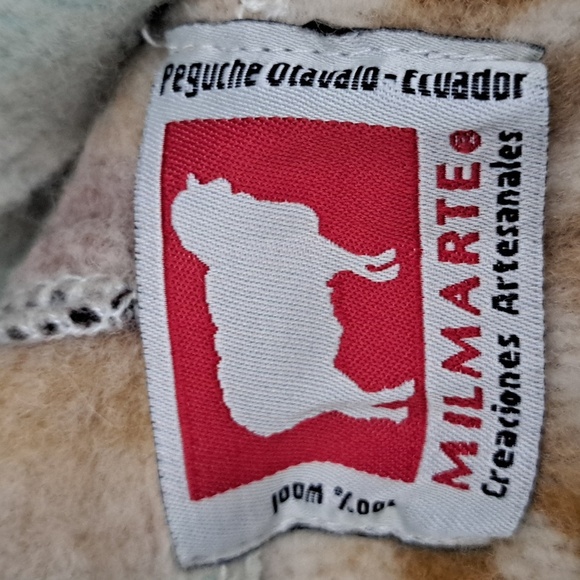 Peguche Otavalo - Ecuador
MILMARTE®
Creaciones Artesanales
100% Wool